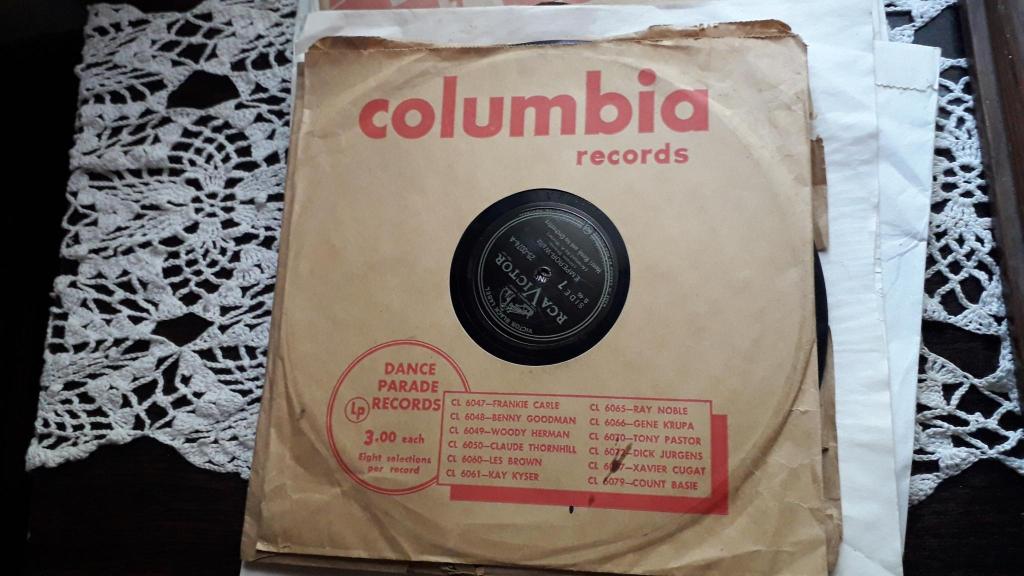 columbia
records
RCA VICTOR
SIDE 7
DANCE
PARADE
RECORDS
Lp
3.00 each
Eight selections
per record
CL 6047—FRANKIE CARLE
CL 6048—BENNY GOODMAN
CL 6049—WOODY HERMAN
CL 6050—CLAUDE THORNHILL
CL 6060—LES BROWN
CL 6061—KAY KYSER
CL 6065—RAY NOBLE
CL 6066—GENE KRUPA
CL 6070—TONY PASTOR
DICK JURGENS
XAVIER CUGAT
CL 6079—COUNT BASIE